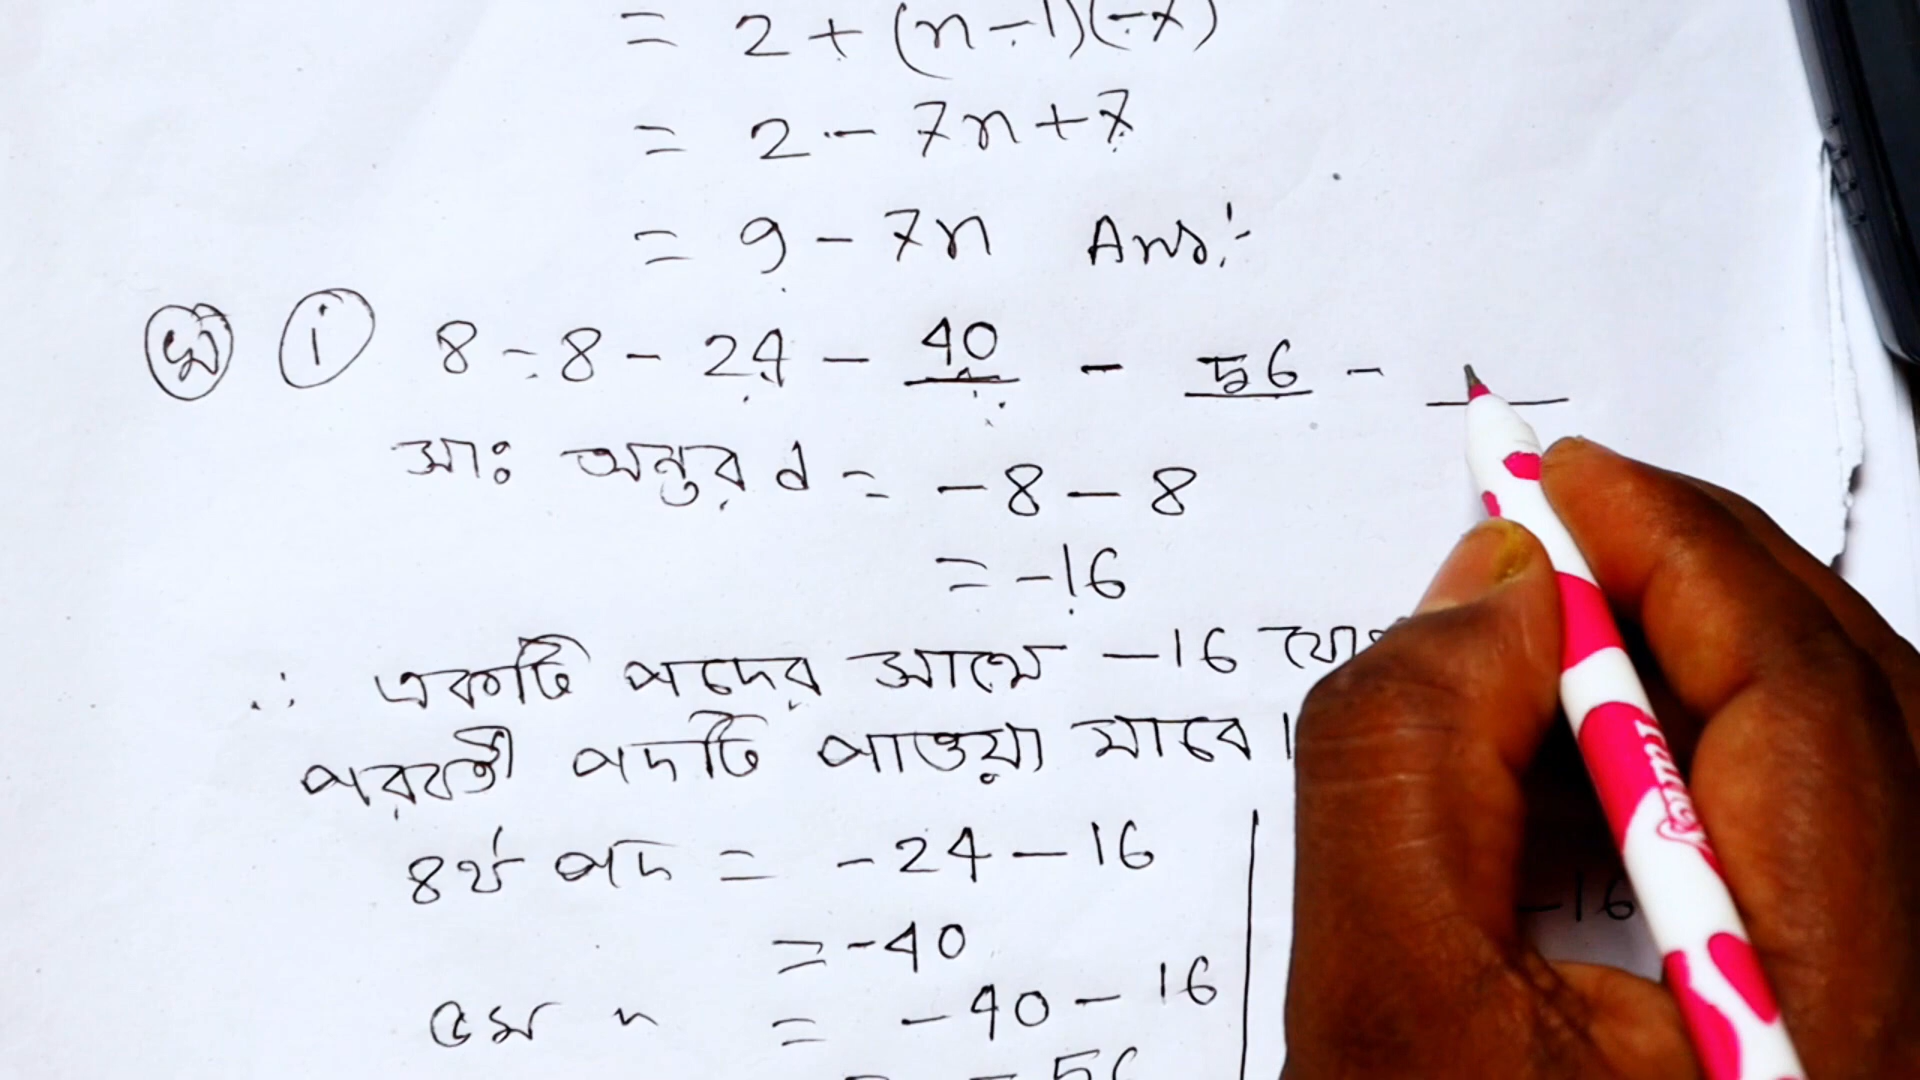 = 2 + (n-1)(-7)
= 2 - 7n + 7
= 9 - 7n Ans:-
ঘ i 8 - 8 - 24 - 40 - 56 -
সাঃ অন্তর d = -8 - 8
= -16
∴ একটি পদের সাথে -16
পরবর্তী পদটি পাওয়া যাবে।
৪র্থ পদ = -24 - 16
= -40
-16
৫ম " = -40 - 16
= -56